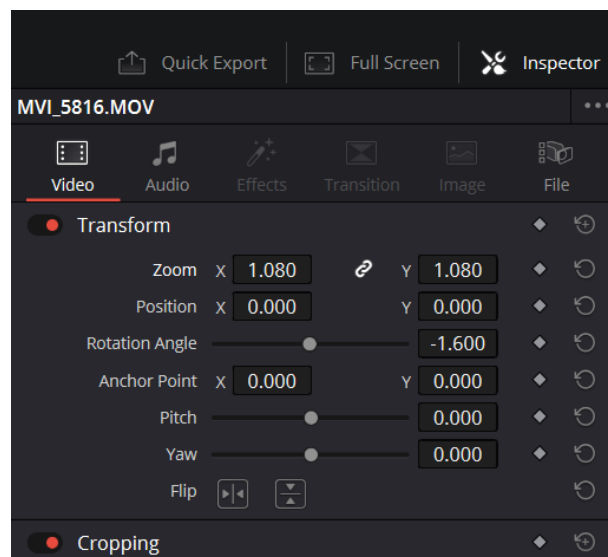 Quick Export Full Screen Inspector
MVI_5816.MOV
Video Audio Effects Transition Image File
Transform
Zoom X 1.080 Y 1.080
Position X 0.000 Y 0.000
Rotation Angle -1.600
Anchor Point X 0.000 Y 0.000
Pitch 0.000
Yaw 0.000
Flip
Cropping